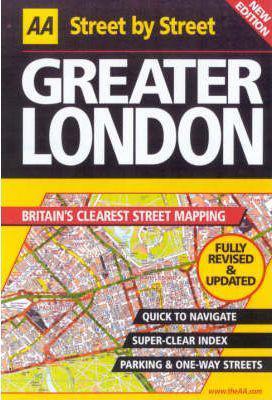 AA Street by Street
NEW
EDITION
GREATER
LONDON
BRITAIN'S CLEAREST STREET MAPPING
FULLY
REVISED
&
UPDATED
QUICK TO NAVIGATE
SUPER-CLEAR INDEX
PARKING & ONE-WAY STREETS
www.theAA.com